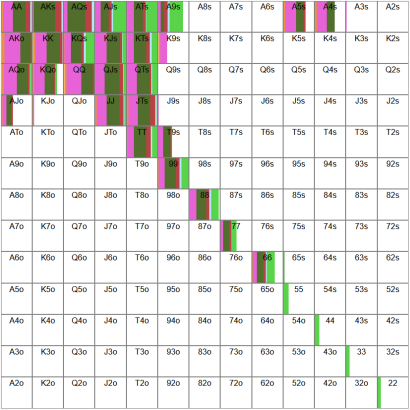 AA AKs AQs AJs ATs A9s A8s A7s A6s A5s A4s A3s A2s
AKo KK KQs KJs KTs K9s K8s K7s K6s K5s K4s K3s K2s
AQo KQo QQ QJs QTs Q9s Q8s Q7s Q6s Q5s Q4s Q3s Q2s
AJo KJo QJo JJ JTs J9s J8s J7s J6s J5s J4s J3s J2s
ATo KTo QTo JTo TT T9s T8s T7s T6s T5s T4s T3s T2s
A9o K9o Q9o J9o T9o 99 98s 97s 96s 95s 94s 93s 92s
A8o K8o Q8o J8o T8o 98o 88 87s 86s 85s 84s 83s 82s
A7o K7o Q7o J7o T7o 97o 87o 77 76s 75s 74s 73s 72s
A6o K6o Q6o J6o T6o 96o 86o 76o 66 65s 64s 63s 62s
A5o K5o Q5o J5o T5o 95o 85o 75o 65o 55 54s 53s 52s
A4o K4o Q4o J4o T4o 94o 84o 74o 64o 54o 44 43s 42s
A3o K3o Q3o J3o T3o 93o 83o 73o 63o 53o 43o 33 32s
A2o K2o Q2o J2o T2o 92o 82o 72o 62o 52o 42o 32o 22